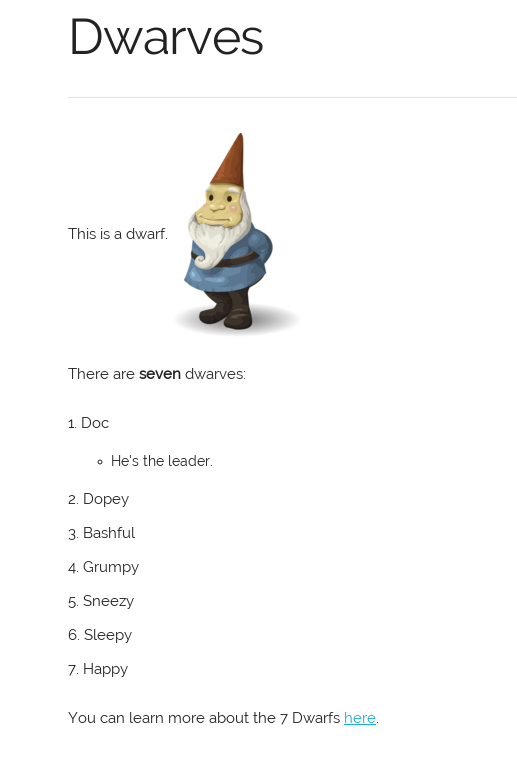 Dwarves
This is a dwarf.
There are seven dwarves:
1. Doc
◦ He's the leader.
2. Dopey
3. Bashful
4. Grumpy
5. Sneezy
6. Sleepy
7. Happy
You can learn more about the 7 Dwarfs here.